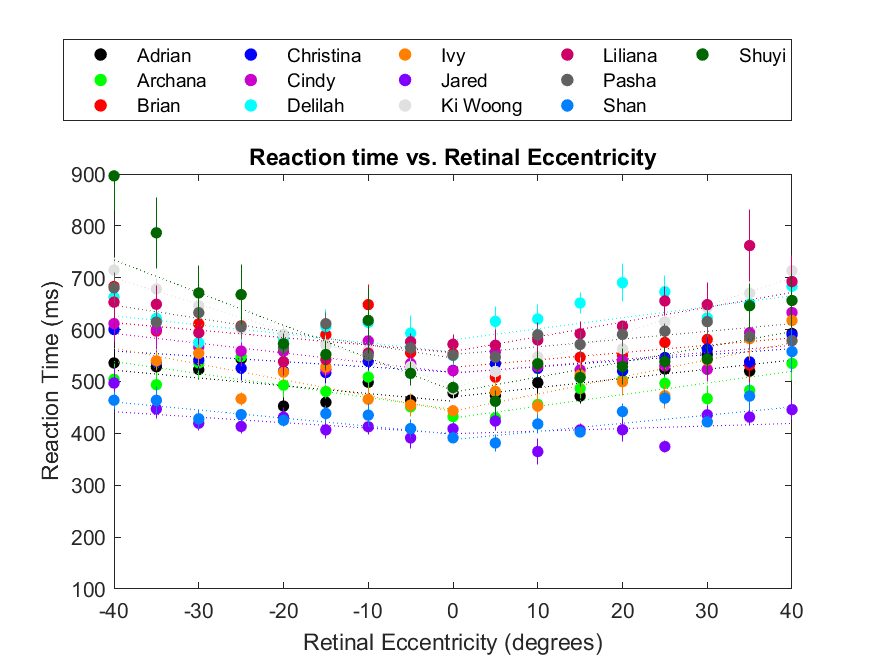 Adrian Christina Ivy Liliana Shuyi
Archana Cindy Jared Pasha
Brian Delilah Ki Woong Shan
Reaction time vs. Retinal Eccentricity
900
800
700
600
500
400
300
200
100
Reaction Time (ms)
-40 -30 -20 -10 0 10 20 30 40
Retinal Eccentricity (degrees)